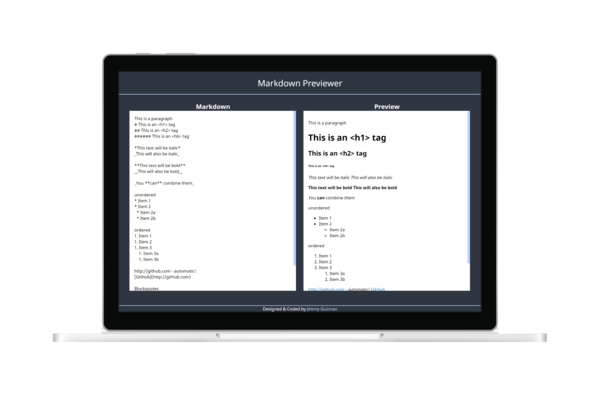 Markdown Previewer
Markdown
This is a paragraph
# This is an <h1> tag
## This is an <h2> tag
###### This is an <h6> tag
*This text will be italic*
_This will also be italic_
**This text will be bold**
__This will also be bold__
_You **can** combine them_
unordered
* Item 1
* Item 2
* Item 2a
* Item 2b
ordered
1. Item 1
1. Item 2
1. Item 3
1. Item 3a
1. Item 3b
http://github.com - automatic!
[GitHub](http://github.com)
Blockquotes
Preview
This is a paragraph
This is an <h1> tag
This is an <h2> tag
This is an <h6> tag
This text will be italic This will also be italic
This text will be bold This will also be bold
You can combine them
unordered
Item 1
Item 2
Item 2a
Item 2b
ordered
1. Item 1
2. Item 2
3. Item 3
1. Item 3a
2. Item 3b
http://github.com - automatic! GitHub
Designed & Coded by Jimmy Guzman